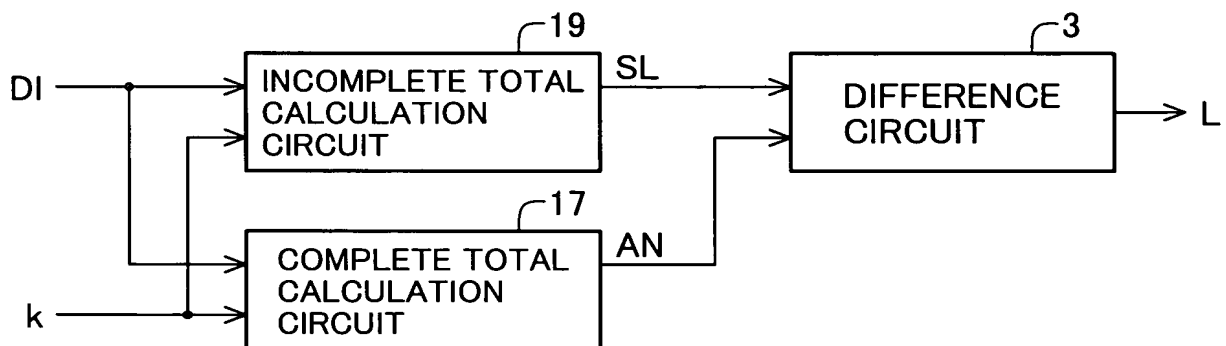 19
3
DI
INCOMPLETE TOTAL
CALCULATION
CIRCUIT
SL
DIFFERENCE
CIRCUIT
L
17
COMPLETE TOTAL
CALCULATION
CIRCUIT
AN
k